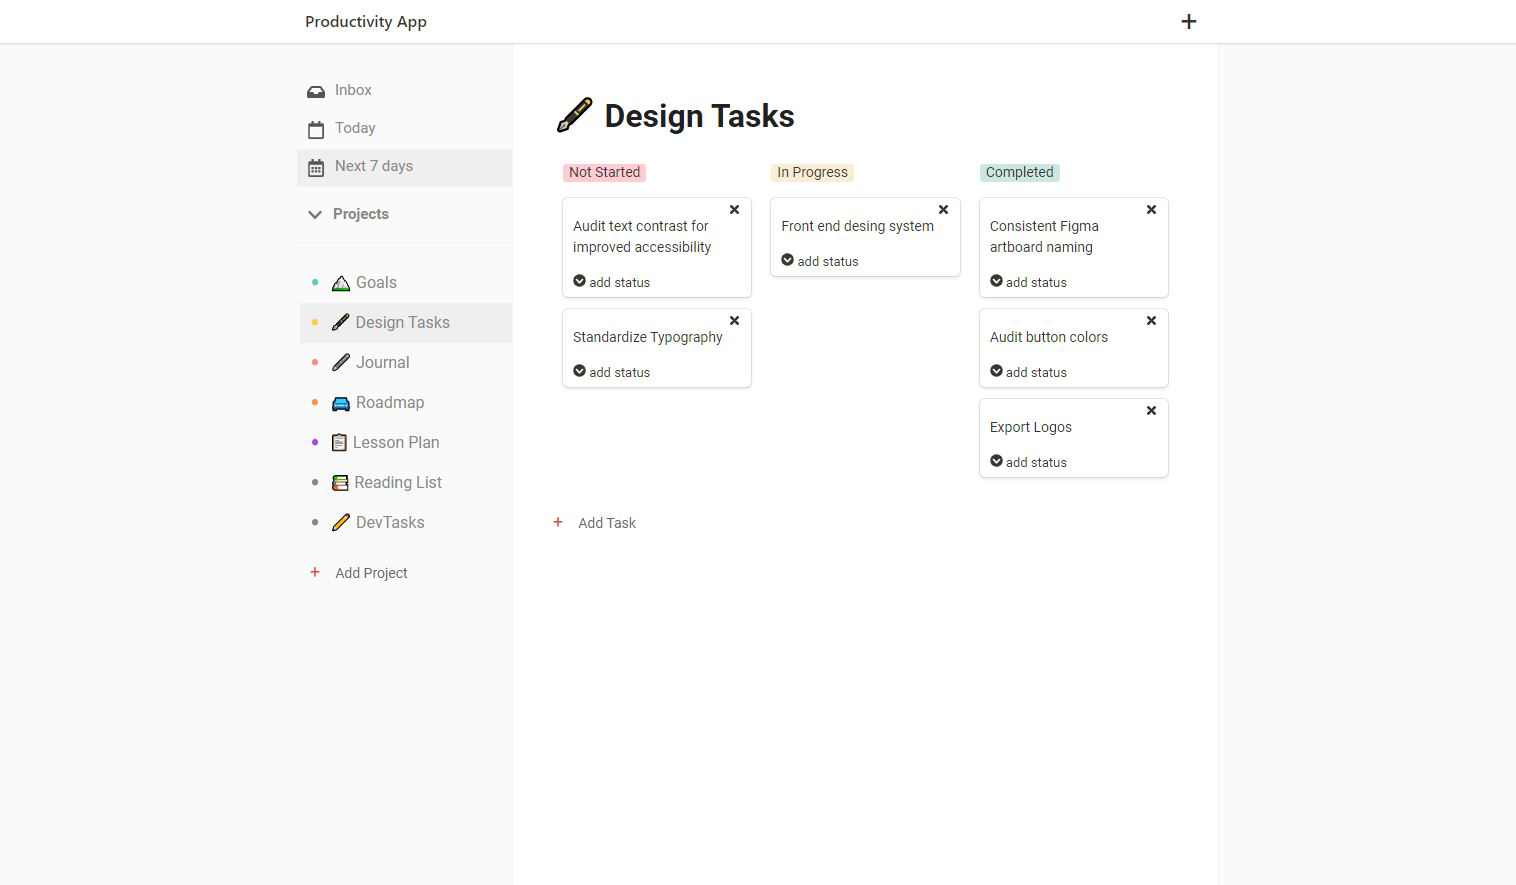 Productivity App
Inbox
Today
Next 7 days
Projects
Goals
Design Tasks
Journal
Roadmap
Lesson Plan
Reading List
DevTasks
Add Project
Design Tasks
Not Started
Audit text contrast for
improved accessibility
add status
Standardize Typography
add status
In Progress
Front end desing system
add status
Completed
Consistent Figma
artboard naming
add status
Audit button colors
add status
Export Logos
add status
Add Task